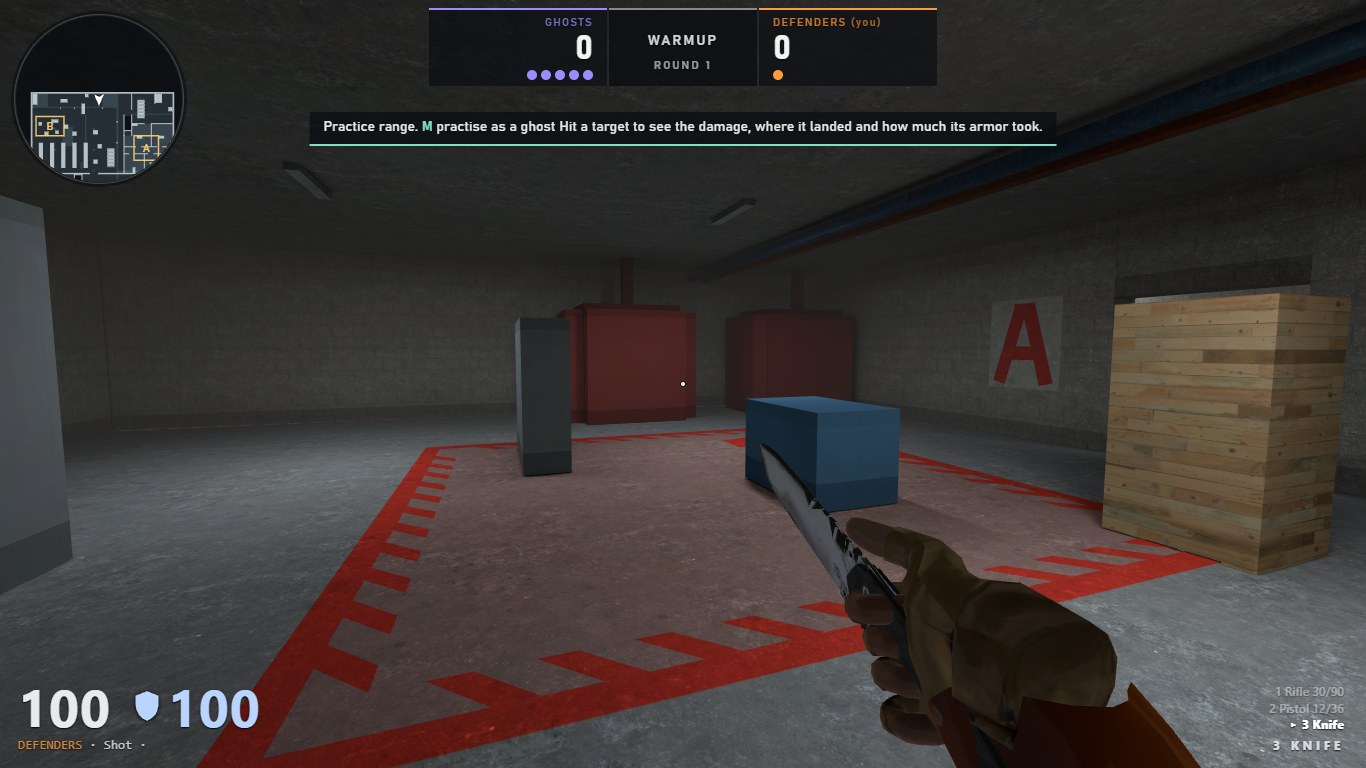 GHOSTS
0
WARMUP
ROUND 1
DEFENDERS (you)
0
Practice range. M practise as a ghost Hit a target to see the damage, where it landed and how much its armor took.
B
A
A
100 100
DEFENDERS · Shot ·
1 Rifle 30/90
2 Pistol 12/36
▸ 3 Knife
3 KNIFE